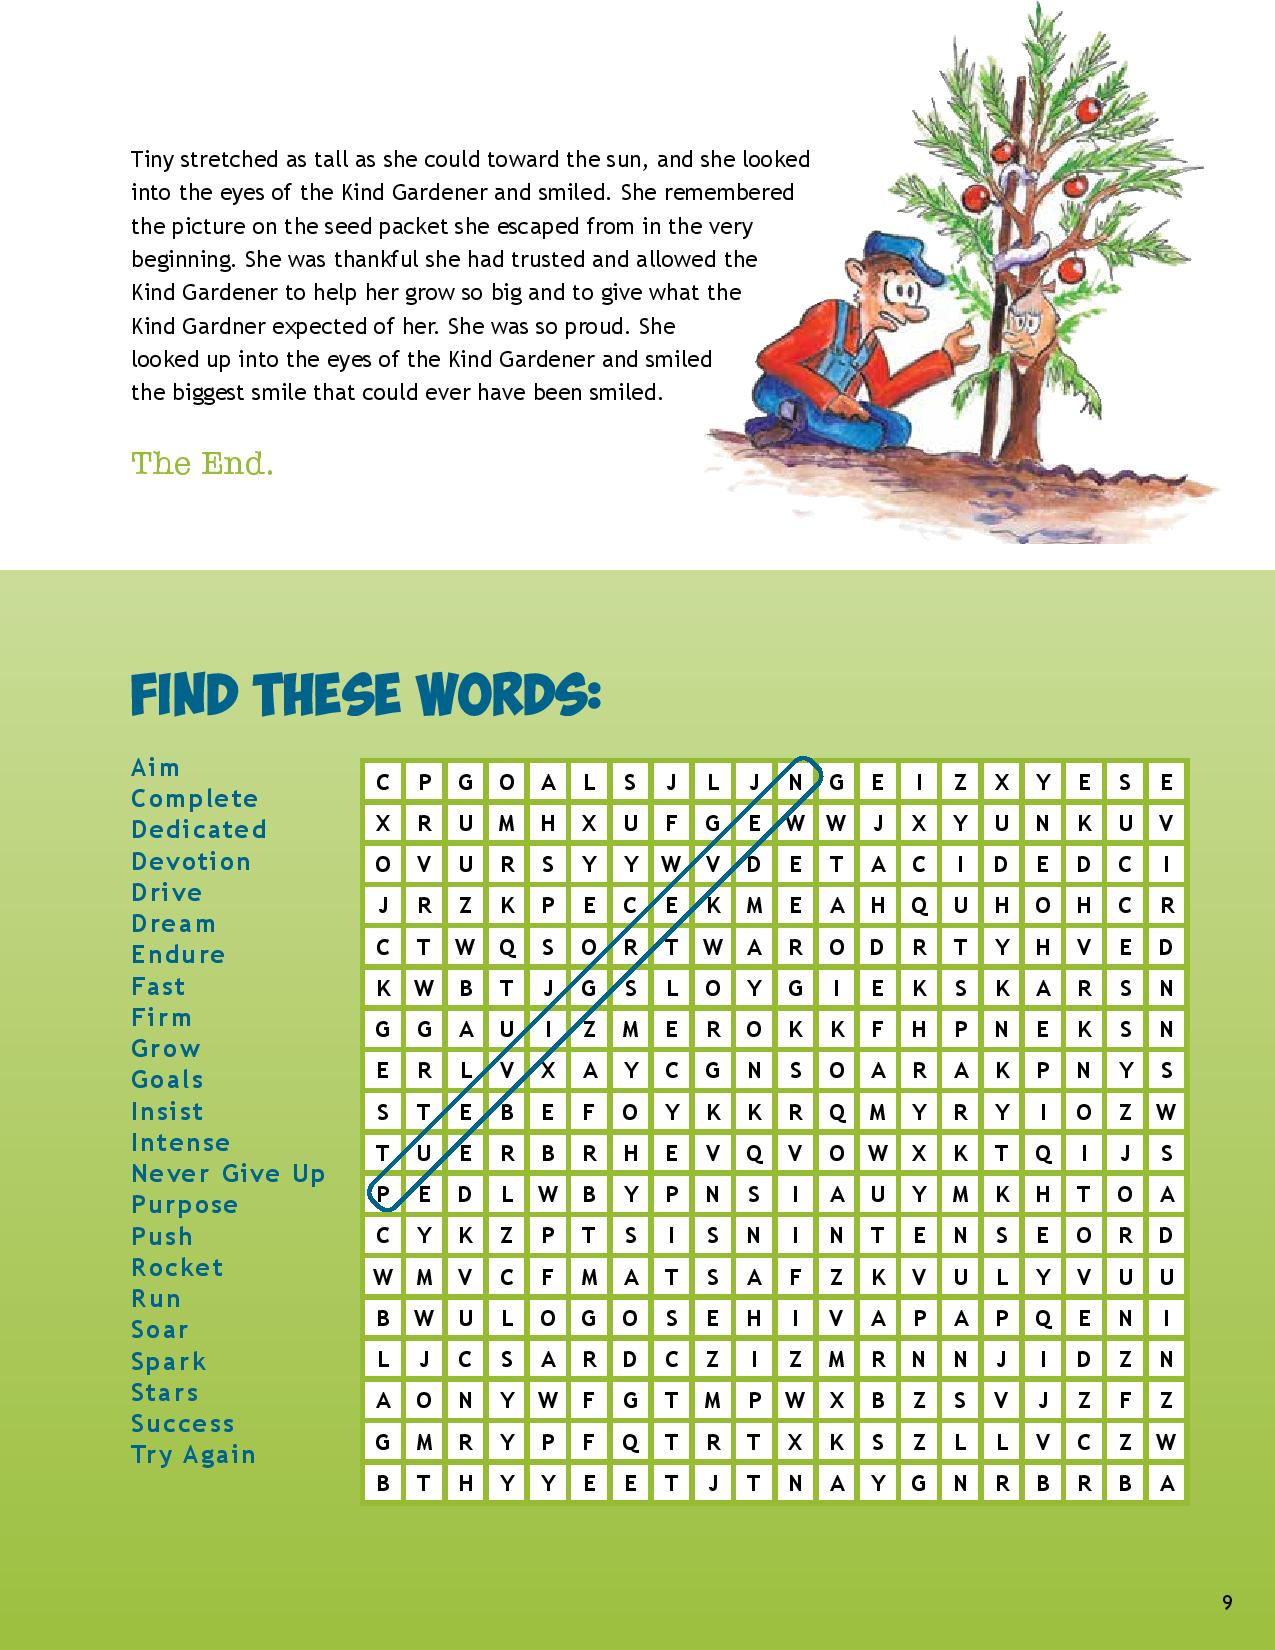 Tiny stretched as tall as she could toward the sun, and she looked
into the eyes of the Kind Gardener and smiled. She remembered
the picture on the seed packet she escaped from in the very
beginning. She was thankful she had trusted and allowed the
Kind Gardener to help her grow so big and to give what the
Kind Gardner expected of her. She was so proud. She
looked up into the eyes of the Kind Gardener and smiled
the biggest smile that could ever have been smiled.
The End.
FIND THESE WORDS:
Aim
Complete
Dedicated
Devotion
Drive
Dream
Endure
Fast
Firm
Grow
Goals
Insist
Intense
Never Give Up
Purpose
Push
Rocket
Run
Soar
Spark
Stars
Success
Try Again
C P G O A L S J L J N G E I Z X Y E S E
X R U M H X U F G E W W J X Y U N K U V
O V U R S Y Y W V D E T A C I D E D C I
J R Z K P E C E K M E A H Q U H O H C R
C T W Q S O R T W A R O D R T Y H V E D
K W B T J G S L O Y G I E K S K A R S N
G G A U I Z M E R O K K F H P N E K S N
E R L V X A Y C G N S O A R A K P N Y S
S T E B E F O Y K K R Q M Y R Y I O Z W
T U E R B R H E V Q V O W X K T Q I J S
P E D L W B Y P N S I A U Y M K H T O A
C Y K Z P T S I S N I N T E N S E O R D
W M V C F M A T S A F Z K V U L Y V U U
B W U L O G O S E H I V A P A P Q E N I
L J C S A R D C Z I Z M R N N J I D Z N
A O N Y W F G T M P W X B Z S V J Z F Z
G M R Y P F Q T R T X K S Z L L V C Z W
B T H Y Y E E T J T N A Y G N R B R B A
9